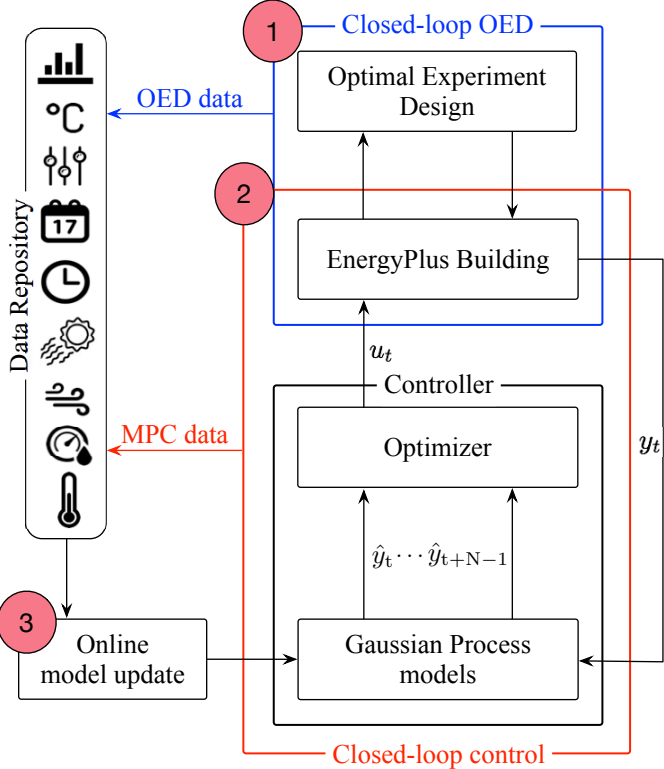 1
Closed-loop OED
Optimal Experiment
Design
OED data
°C
2
17
EnergyPlus Building
Data Repository
u_t
Controller
MPC data
Optimizer
y_t
ŷ_t ⋯ ŷ_{t+N−1}
3
Online
model update
Gaussian Process
models
Closed-loop control